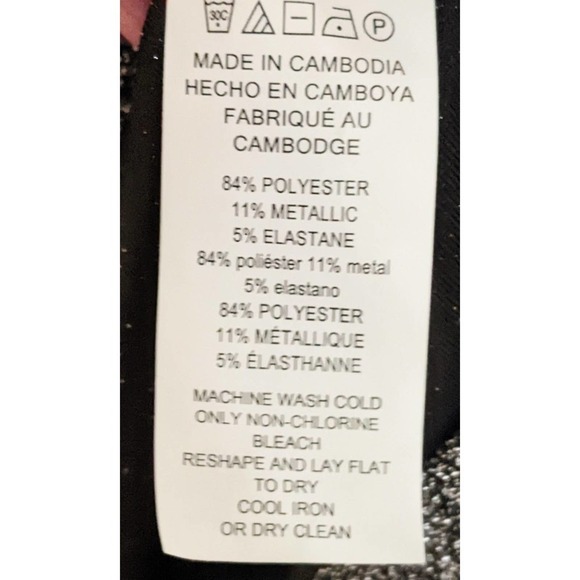 30C
P
MADE IN CAMBODIA
HECHO EN CAMBOYA
FABRIQUÉ AU
CAMBODGE
84% POLYESTER
11% METALLIC
5% ELASTANE
84% poliéster 11% metal
5% elastano
84% POLYESTER
11% MÉTALLIQUE
5% ÉLASTHANNE
MACHINE WASH COLD
ONLY NON-CHLORINE
BLEACH
RESHAPE AND LAY FLAT
TO DRY
COOL IRON
OR DRY CLEAN